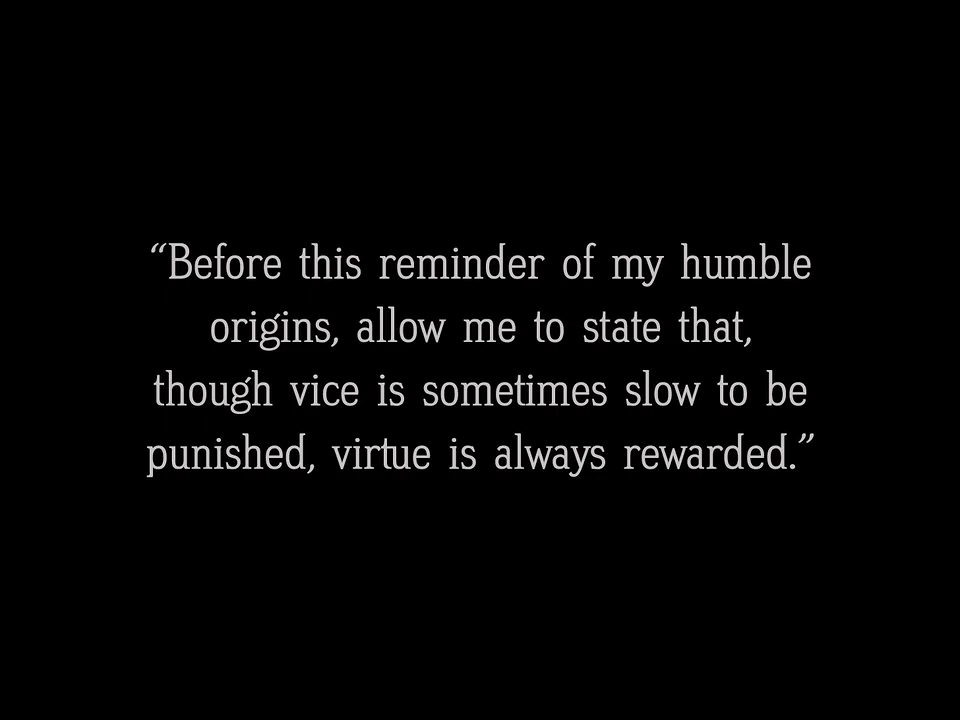 “Before this reminder of my humble
origins, allow me to state that,
though vice is sometimes slow to be
punished, virtue is always rewarded.”